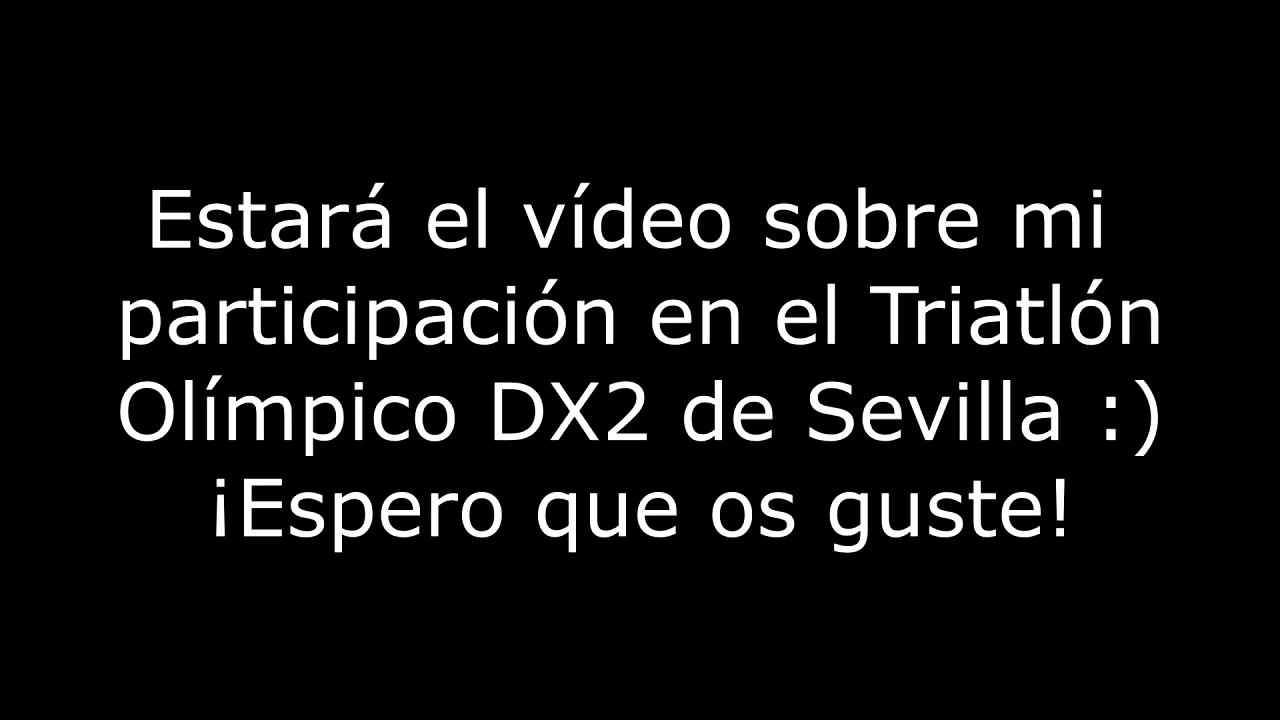 Estará el vídeo sobre mi
participación en el Triatlón
Olímpico DX2 de Sevilla :)
¡Espero que os guste!